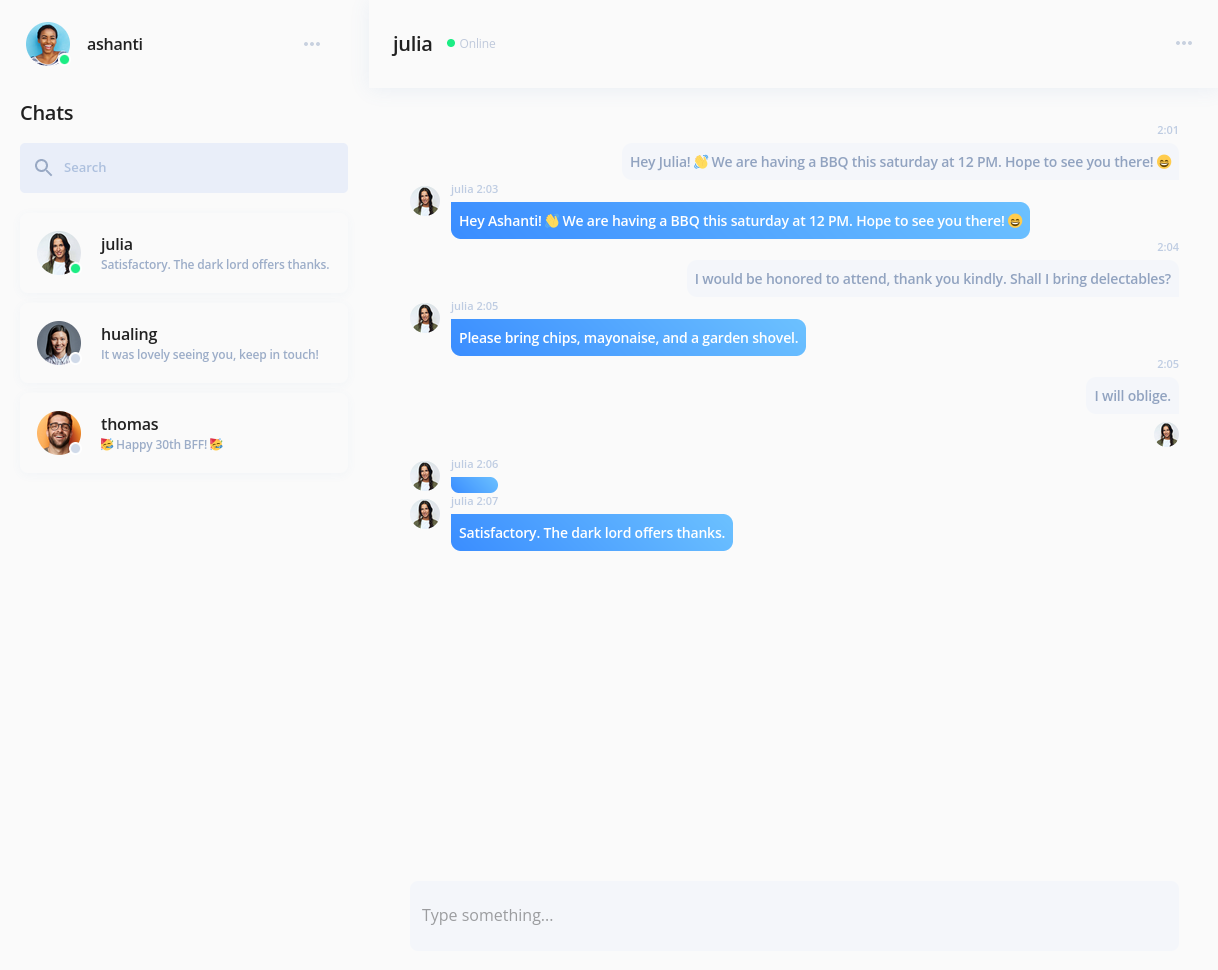 ashanti
Chats
Search
julia
Satisfactory. The dark lord offers thanks.
hualing
It was lovely seeing you, keep in touch!
thomas
🥳 Happy 30th BFF! 🥳
julia
Online
2:01
Hey Julia! 👋 We are having a BBQ this saturday at 12 PM. Hope to see you there! 😄
julia 2:03
Hey Ashanti! 👋 We are having a BBQ this saturday at 12 PM. Hope to see you there! 😄
2:04
I would be honored to attend, thank you kindly. Shall I bring delectables?
julia 2:05
Please bring chips, mayonaise, and a garden shovel.
2:05
I will oblige.
julia 2:06
julia 2:07
Satisfactory. The dark lord offers thanks.
Type something...